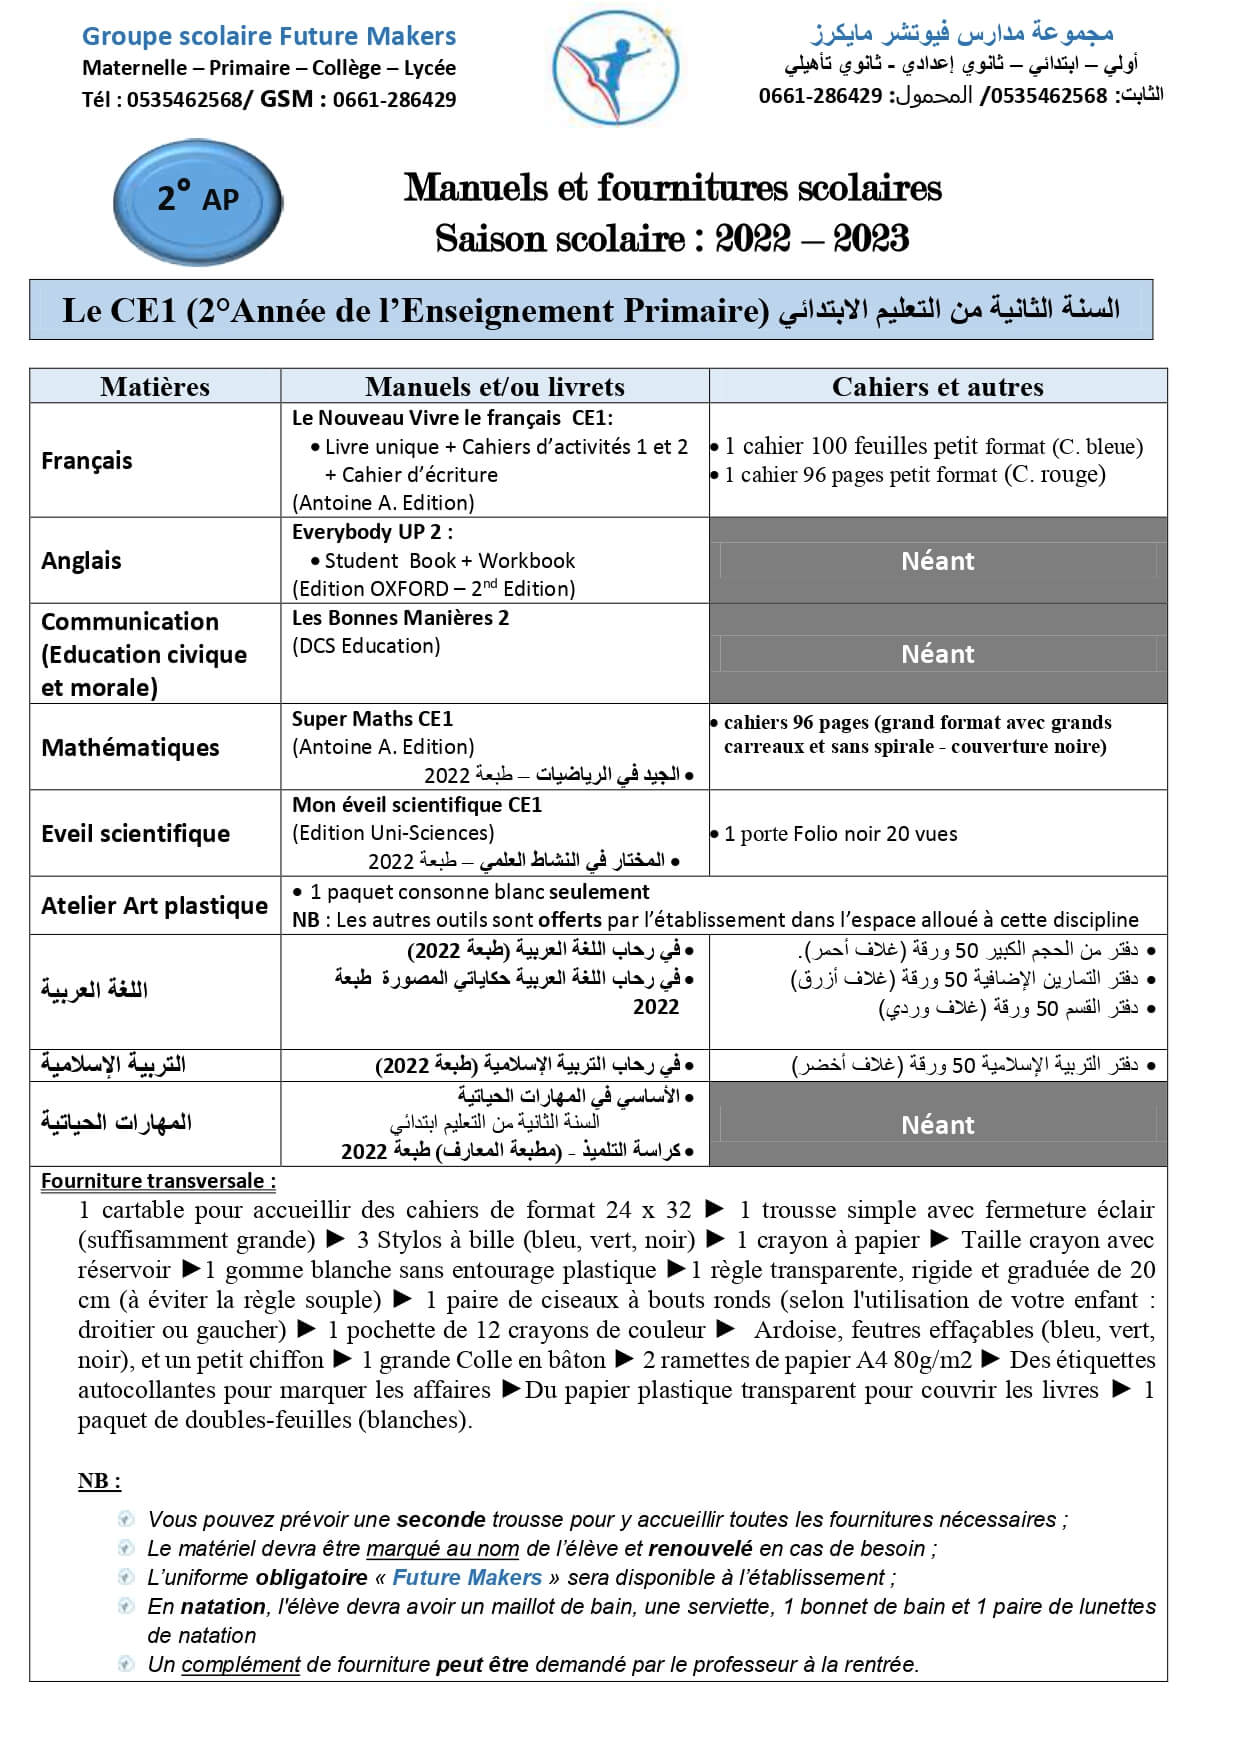 Groupe scolaire Future Makers
Maternelle – Primaire – Collège – Lycée
Tél : 0535462568/ GSM : 0661-286429
مجموعة مدارس فيوتشر مايكرز
أولي – ابتدائي – ثانوي إعدادي - ثانوي تأهيلي
الثابت: 0535462568/ المحمول: 0661-286429
2° AP
Manuels et fournitures scolaires
Saison scolaire : 2022 – 2023
Le CE1 (2°Année de l’Enseignement Primaire) السنة الثانية من التعليم الابتدائي
Matières
Manuels et/ou livrets
Cahiers et autres
Français
Le Nouveau Vivre le français CE1:
• Livre unique + Cahiers d’activités 1 et 2
+ Cahier d’écriture
(Antoine A. Edition)
• 1 cahier 100 feuilles petit format (C. bleue)
• 1 cahier 96 pages petit format (C. rouge)
Anglais
Everybody UP 2 :
• Student Book + Workbook
(Edition OXFORD – 2nd Edition)
Néant
Communication
(Education civique
et morale)
Les Bonnes Manières 2
(DCS Education)
Néant
Mathématiques
Super Maths CE1
(Antoine A. Edition)
• الجيد في الرياضيات – طبعة 2022
• cahiers 96 pages (grand format avec grands
carreaux et sans spirale - couverture noire)
Eveil scientifique
Mon éveil scientifique CE1
(Edition Uni-Sciences)
• المختار في النشاط العلمي – طبعة 2022
• 1 porte Folio noir 20 vues
Atelier Art plastique
• 1 paquet consonne blanc seulement
NB : Les autres outils sont offerts par l’établissement dans l’espace alloué à cette discipline
اللغة العربية
• في رحاب اللغة العربية (طبعة 2022)
• في رحاب اللغة العربية حكاياتي المصورة طبعة
2022
• دفتر من الحجم الكبير 50 ورقة (غلاف أحمر).
• دفتر التمارين الإضافية 50 ورقة (غلاف أزرق)
• دفتر القسم 50 ورقة (غلاف وردي)
التربية الإسلامية
• في رحاب التربية الإسلامية (طبعة 2022)
• دفتر التربية الإسلامية 50 ورقة (غلاف أخضر)
المهارات الحياتية
• الأساسي في المهارات الحياتية
السنة الثانية من التعليم ابتدائي
• كراسة التلميذ - (مطبعة المعارف) طبعة 2022
Néant
Fourniture transversale :
1 cartable pour accueillir des cahiers de format 24 x 32 ► 1 trousse simple avec fermeture éclair
(suffisamment grande) ► 3 Stylos à bille (bleu, vert, noir) ► 1 crayon à papier ► Taille crayon avec
réservoir ►1 gomme blanche sans entourage plastique ►1 règle transparente, rigide et graduée de 20
cm (à éviter la règle souple) ► 1 paire de ciseaux à bouts ronds (selon l'utilisation de votre enfant :
droitier ou gaucher) ► 1 pochette de 12 crayons de couleur ► Ardoise, feutres effaçables (bleu, vert,
noir), et un petit chiffon ► 1 grande Colle en bâton ► 2 ramettes de papier A4 80g/m2 ► Des étiquettes
autocollantes pour marquer les affaires ►Du papier plastique transparent pour couvrir les livres ► 1
paquet de doubles-feuilles (blanches).
NB :
Vous pouvez prévoir une seconde trousse pour y accueillir toutes les fournitures nécessaires ;
Le matériel devra être marqué au nom de l’élève et renouvelé en cas de besoin ;
L’uniforme obligatoire « Future Makers » sera disponible à l’établissement ;
En natation, l'élève devra avoir un maillot de bain, une serviette, 1 bonnet de bain et 1 paire de lunettes
de natation
Un complément de fourniture peut être demandé par le professeur à la rentrée.